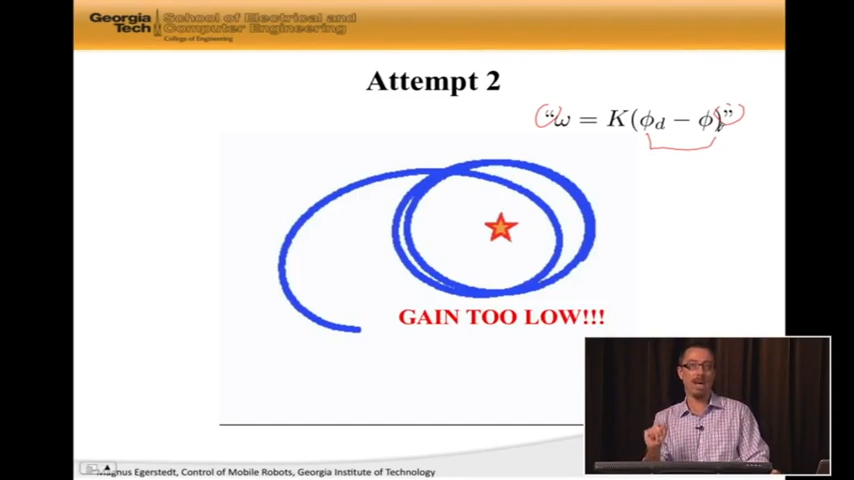 Georgia Tech
School of Electrical and Computer Engineering
College of Engineering
Attempt 2
“ω = K(ϕd − ϕ)”
GAIN TOO LOW!!!
Magnus Egerstedt, Control of Mobile Robots, Georgia Institute of Technology